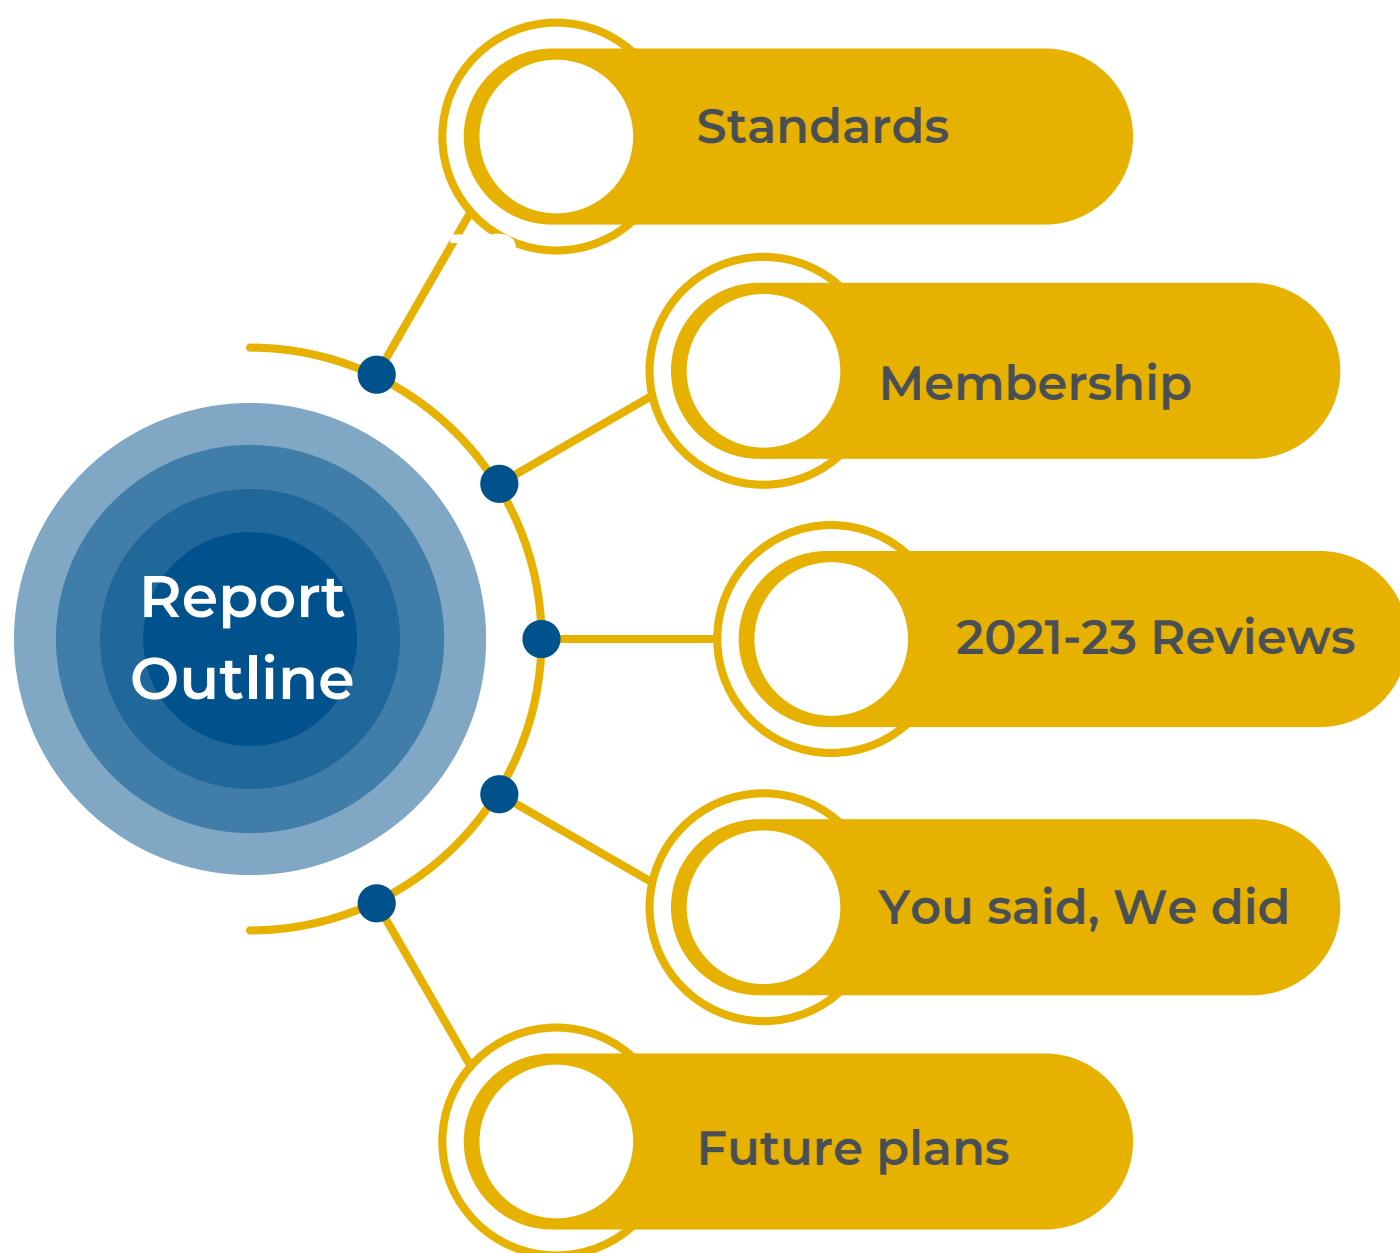 Standards
Membership
Report
Outline
2021-23 Reviews
You said, We did
Future plans